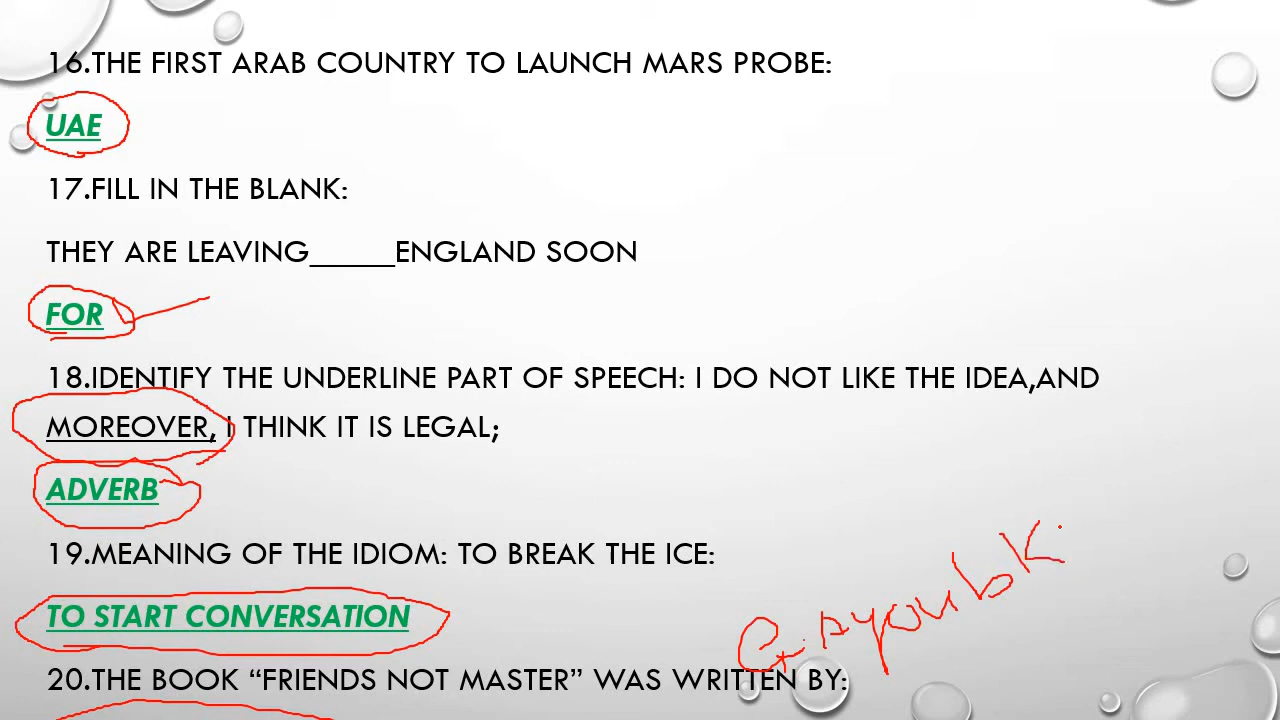 16.THE FIRST ARAB COUNTRY TO LAUNCH MARS PROBE:
UAE
17.FILL IN THE BLANK:
THEY ARE LEAVING______ENGLAND SOON
FOR
18.IDENTIFY THE UNDERLINE PART OF SPEECH: I DO NOT LIKE THE IDEA,AND
MOREOVER, I THINK IT IS LEGAL;
ADVERB
19.MEANING OF THE IDIOM: TO BREAK THE ICE:
TO START CONVERSATION
G. Ayoub K.
20.THE BOOK “FRIENDS NOT MASTER” WAS WRITTEN BY: